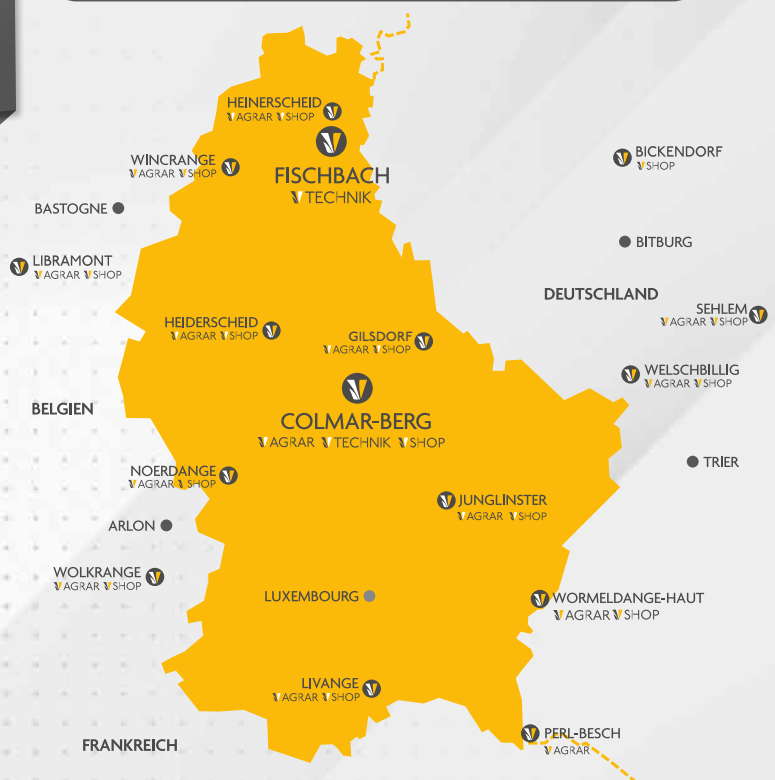 HEINERSCHEID
AGRAR SHOP
FISCHBACH
TECHNIK
WINCRANGE
AGRAR SHOP
BICKENDORF
SHOP
BASTOGNE
BITBURG
LIBRAMONT
AGRAR SHOP
DEUTSCHLAND
SEHLEM
AGRAR SHOP
HEIDERSCHEID
AGRAR SHOP
GILSDORF
AGRAR SHOP
WELSCHBILLIG
AGRAR SHOP
BELGIEN
COLMAR-BERG
AGRAR TECHNIK SHOP
TRIER
NOERDANGE
AGRAR SHOP
JUNGLINSTER
AGRAR SHOP
ARLON
WOLKRANGE
AGRAR SHOP
LUXEMBOURG
WORMELDANGE-HAUT
AGRAR SHOP
LIVANGE
AGRAR SHOP
PERL-BESCH
AGRAR
FRANKREICH